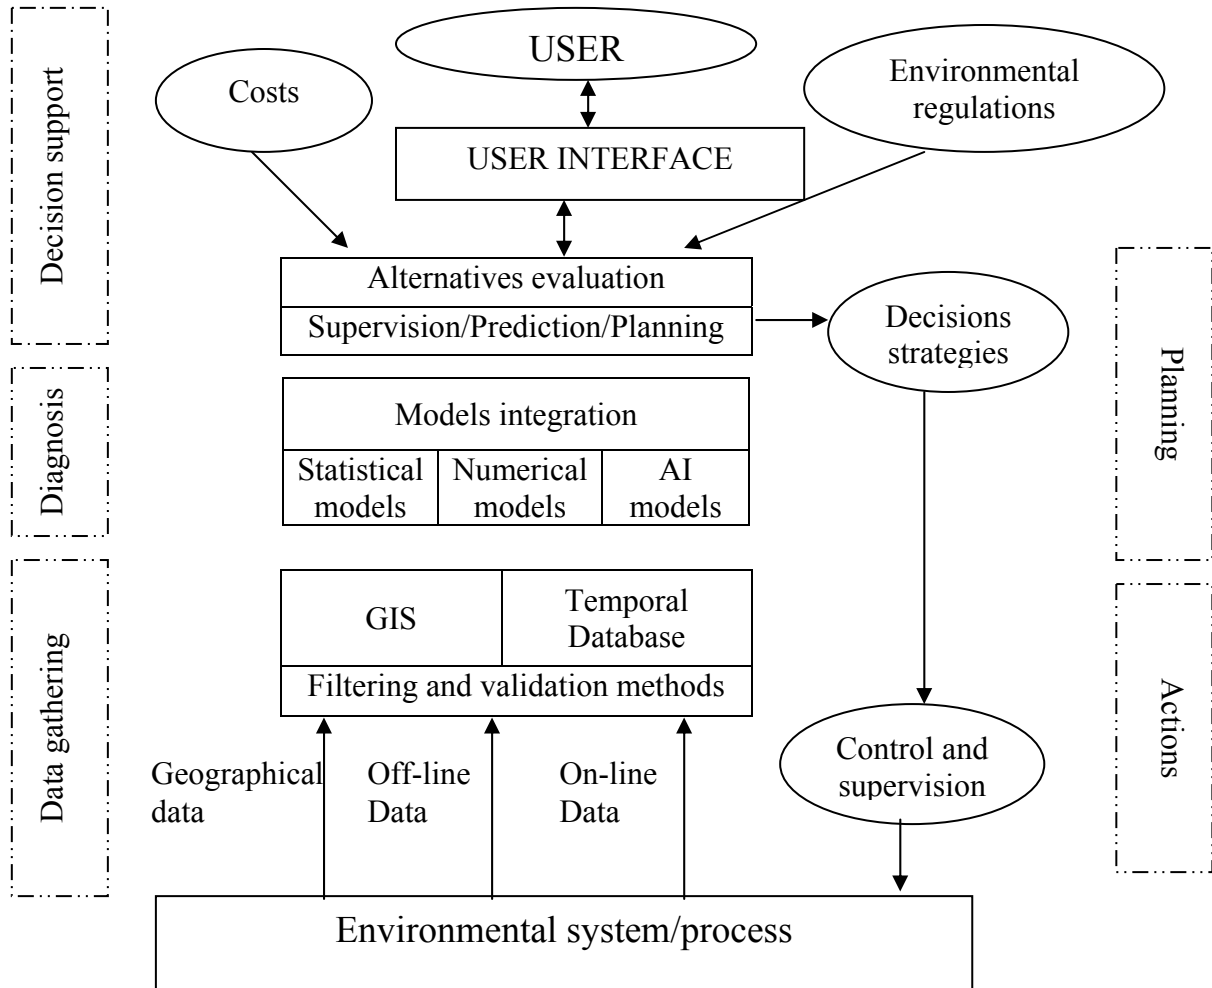 USER
Costs
Environmental
regulations
USER INTERFACE
Decision support
Alternatives evaluation
Supervision/Prediction/Planning
Decisions
strategies
Planning
Diagnosis
Models integration
Statistical
models
Numerical
models
AI
models
Data gathering
GIS
Temporal
Database
Filtering and validation methods
Actions
Geographical
data
Off-line
Data
On-line
Data
Control and
supervision
Environmental system/process